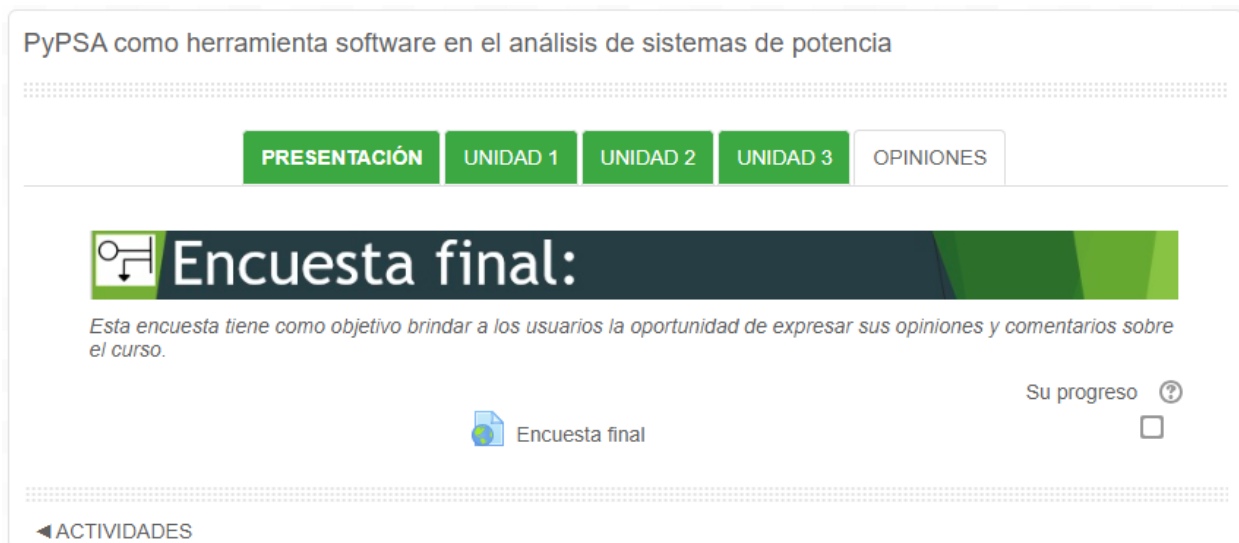 PyPSA como herramienta software en el análisis de sistemas de potencia
PRESENTACIÓN UNIDAD 1 UNIDAD 2 UNIDAD 3 OPINIONES
Encuesta final:
Esta encuesta tiene como objetivo brindar a los usuarios la oportunidad de expresar sus opiniones y comentarios sobre
el curso.
Su progreso ?
Encuesta final
◄ACTIVIDADES